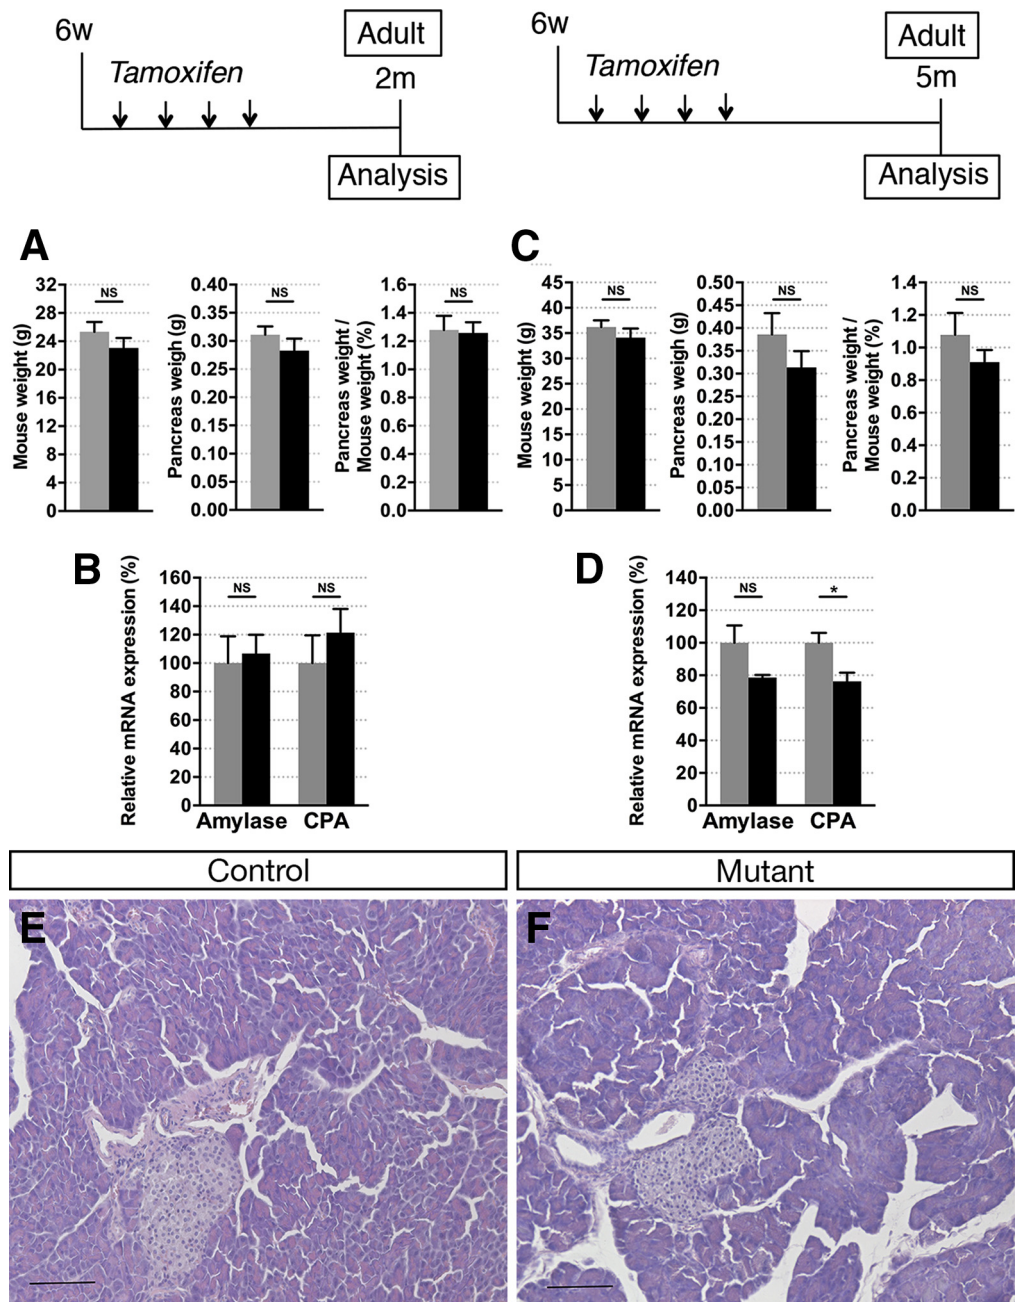 6w
Tamoxifen
Adult
2m
Analysis
6w
Tamoxifen
Adult
5m
Analysis
A
Mouse weight (g)
32
28
24
20
16
12
8
4
0
NS
Pancreas weigh (g)
0.40
0.35
0.30
0.25
0.20
0.15
0.10
0.05
0.00
NS
Pancreas weight /
Mouse weight (%)
1.6
1.4
1.2
1.0
0.8
0.6
0.4
0.2
0.0
NS
C
Mouse weight (g)
45
40
35
30
25
20
15
10
5
0
NS
Pancreas weigh (g)
0.50
0.45
0.40
0.35
0.30
0.25
0.20
0.15
0.10
0.05
0.00
NS
Pancreas weight /
Mouse weight (%)
1.4
1.2
1.0
0.8
0.6
0.4
0.2
0.0
NS
B
Relative mRNA expression (%)
160
140
120
100
80
60
40
20
0
NS
NS
Amylase CPA
D
Relative mRNA expression (%)
140
120
100
80
60
40
20
0
NS
*
Amylase CPA
Control
Mutant
E
F